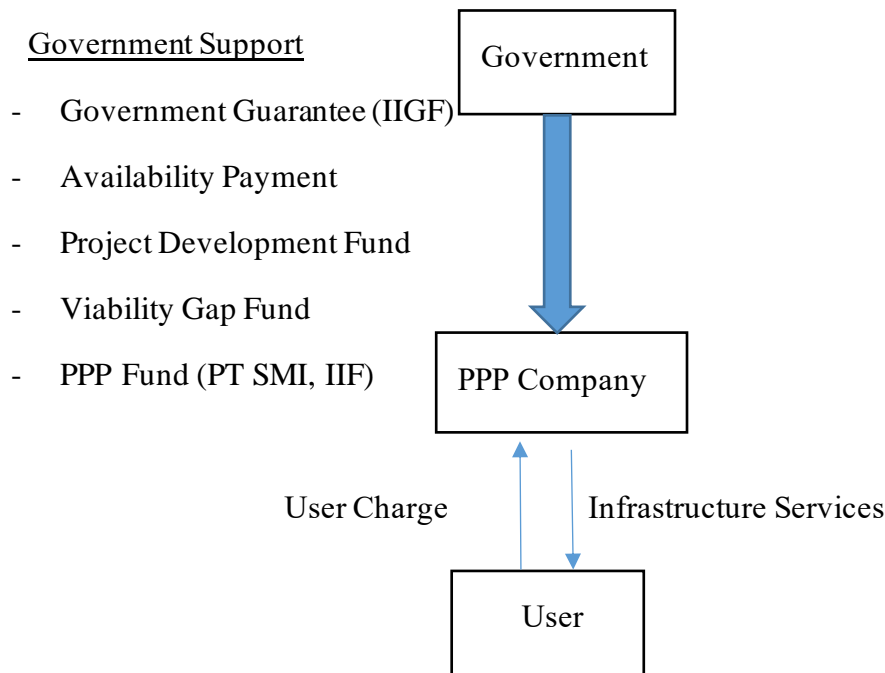 Government Support
Government
- Government Guarantee (IIGF)
- Availability Payment
- Project Development Fund
- Viability Gap Fund
- PPP Fund (PT SMI, IIF)
PPP Company
User Charge
Infrastructure Services
User